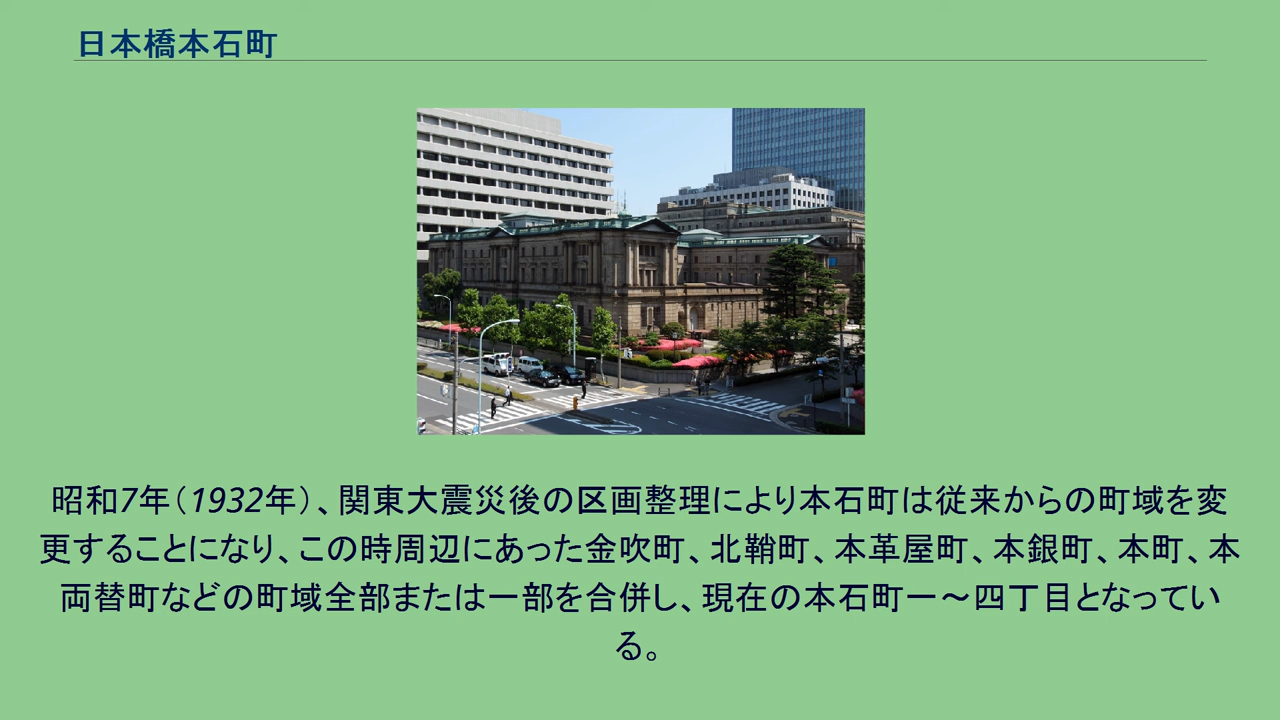 日本橋本石町
昭和7年（1932年）、関東大震災後の区画整理により本石町は従来からの町域を変
更することになり、この時周辺にあった金吹町、北鞘町、本革屋町、本銀町、本町、本
両替町などの町域全部または一部を合併し、現在の本石町一～四丁目となってい
る。